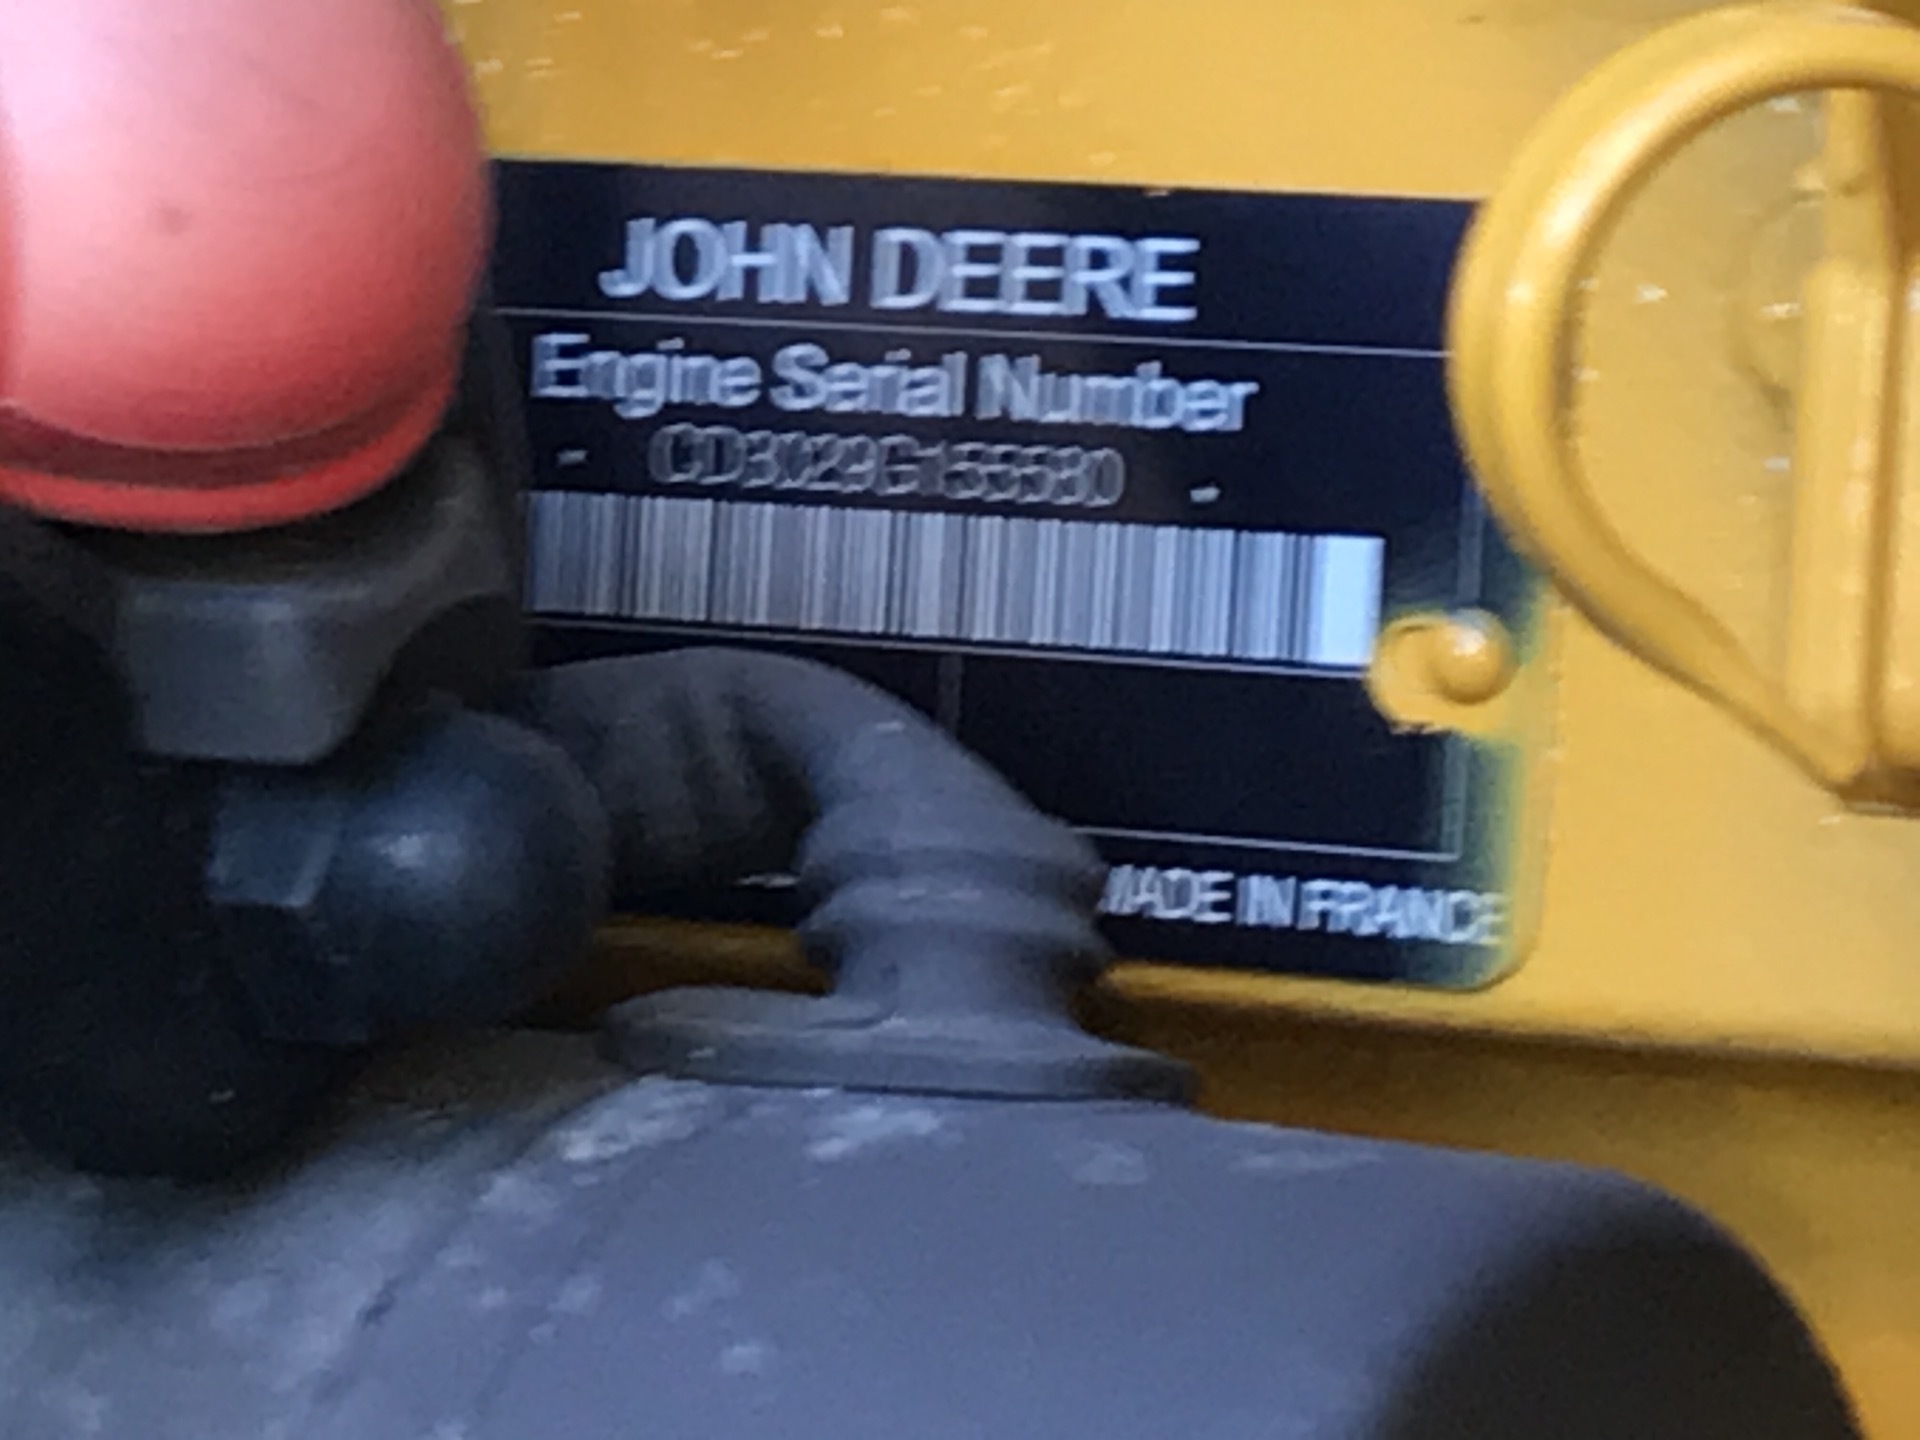 JOHN DEERE
Engine Serial Number
MADE IN FRANCE